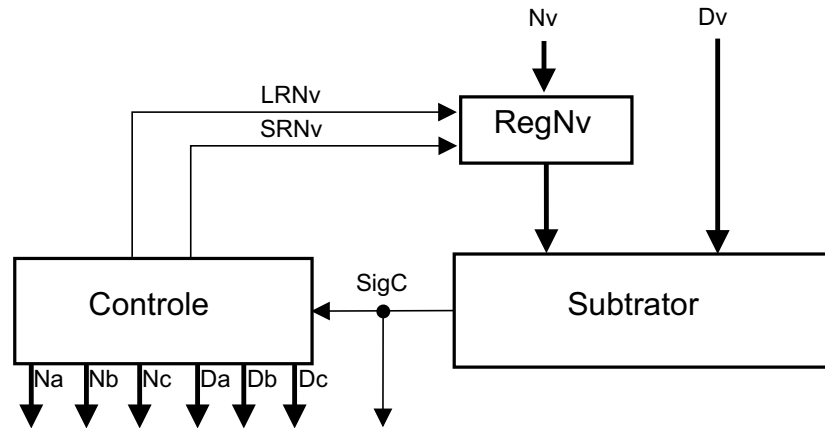 Nv
Dv
LRNv
RegNv
SRNv
SigC
Controle
Subtrator
Na Nb Nc Da Db Dc